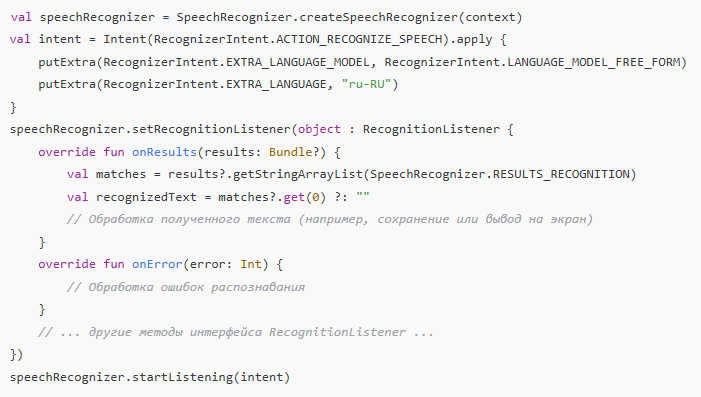 val speechRecognizer = SpeechRecognizer.createSpeechRecognizer(context)
val intent = Intent(RecognizerIntent.ACTION_RECOGNIZE_SPEECH).apply {
    putExtra(RecognizerIntent.EXTRA_LANGUAGE_MODEL, RecognizerIntent.LANGUAGE_MODEL_FREE_FORM)
    putExtra(RecognizerIntent.EXTRA_LANGUAGE, "ru-RU")
}
speechRecognizer.setRecognitionListener(object : RecognitionListener {
    override fun onResults(results: Bundle?) {
        val matches = results?.getStringArrayList(SpeechRecognizer.RESULTS_RECOGNITION)
        val recognizedText = matches?.get(0) ?: ""
        // Обработка полученного текста (например, сохранение или вывод на экран)
    }
    override fun onError(error: Int) {
        // Обработка ошибок распознавания
    }
    // ... другие методы интерфейса RecognitionListener ...
})
speechRecognizer.startListening(intent)